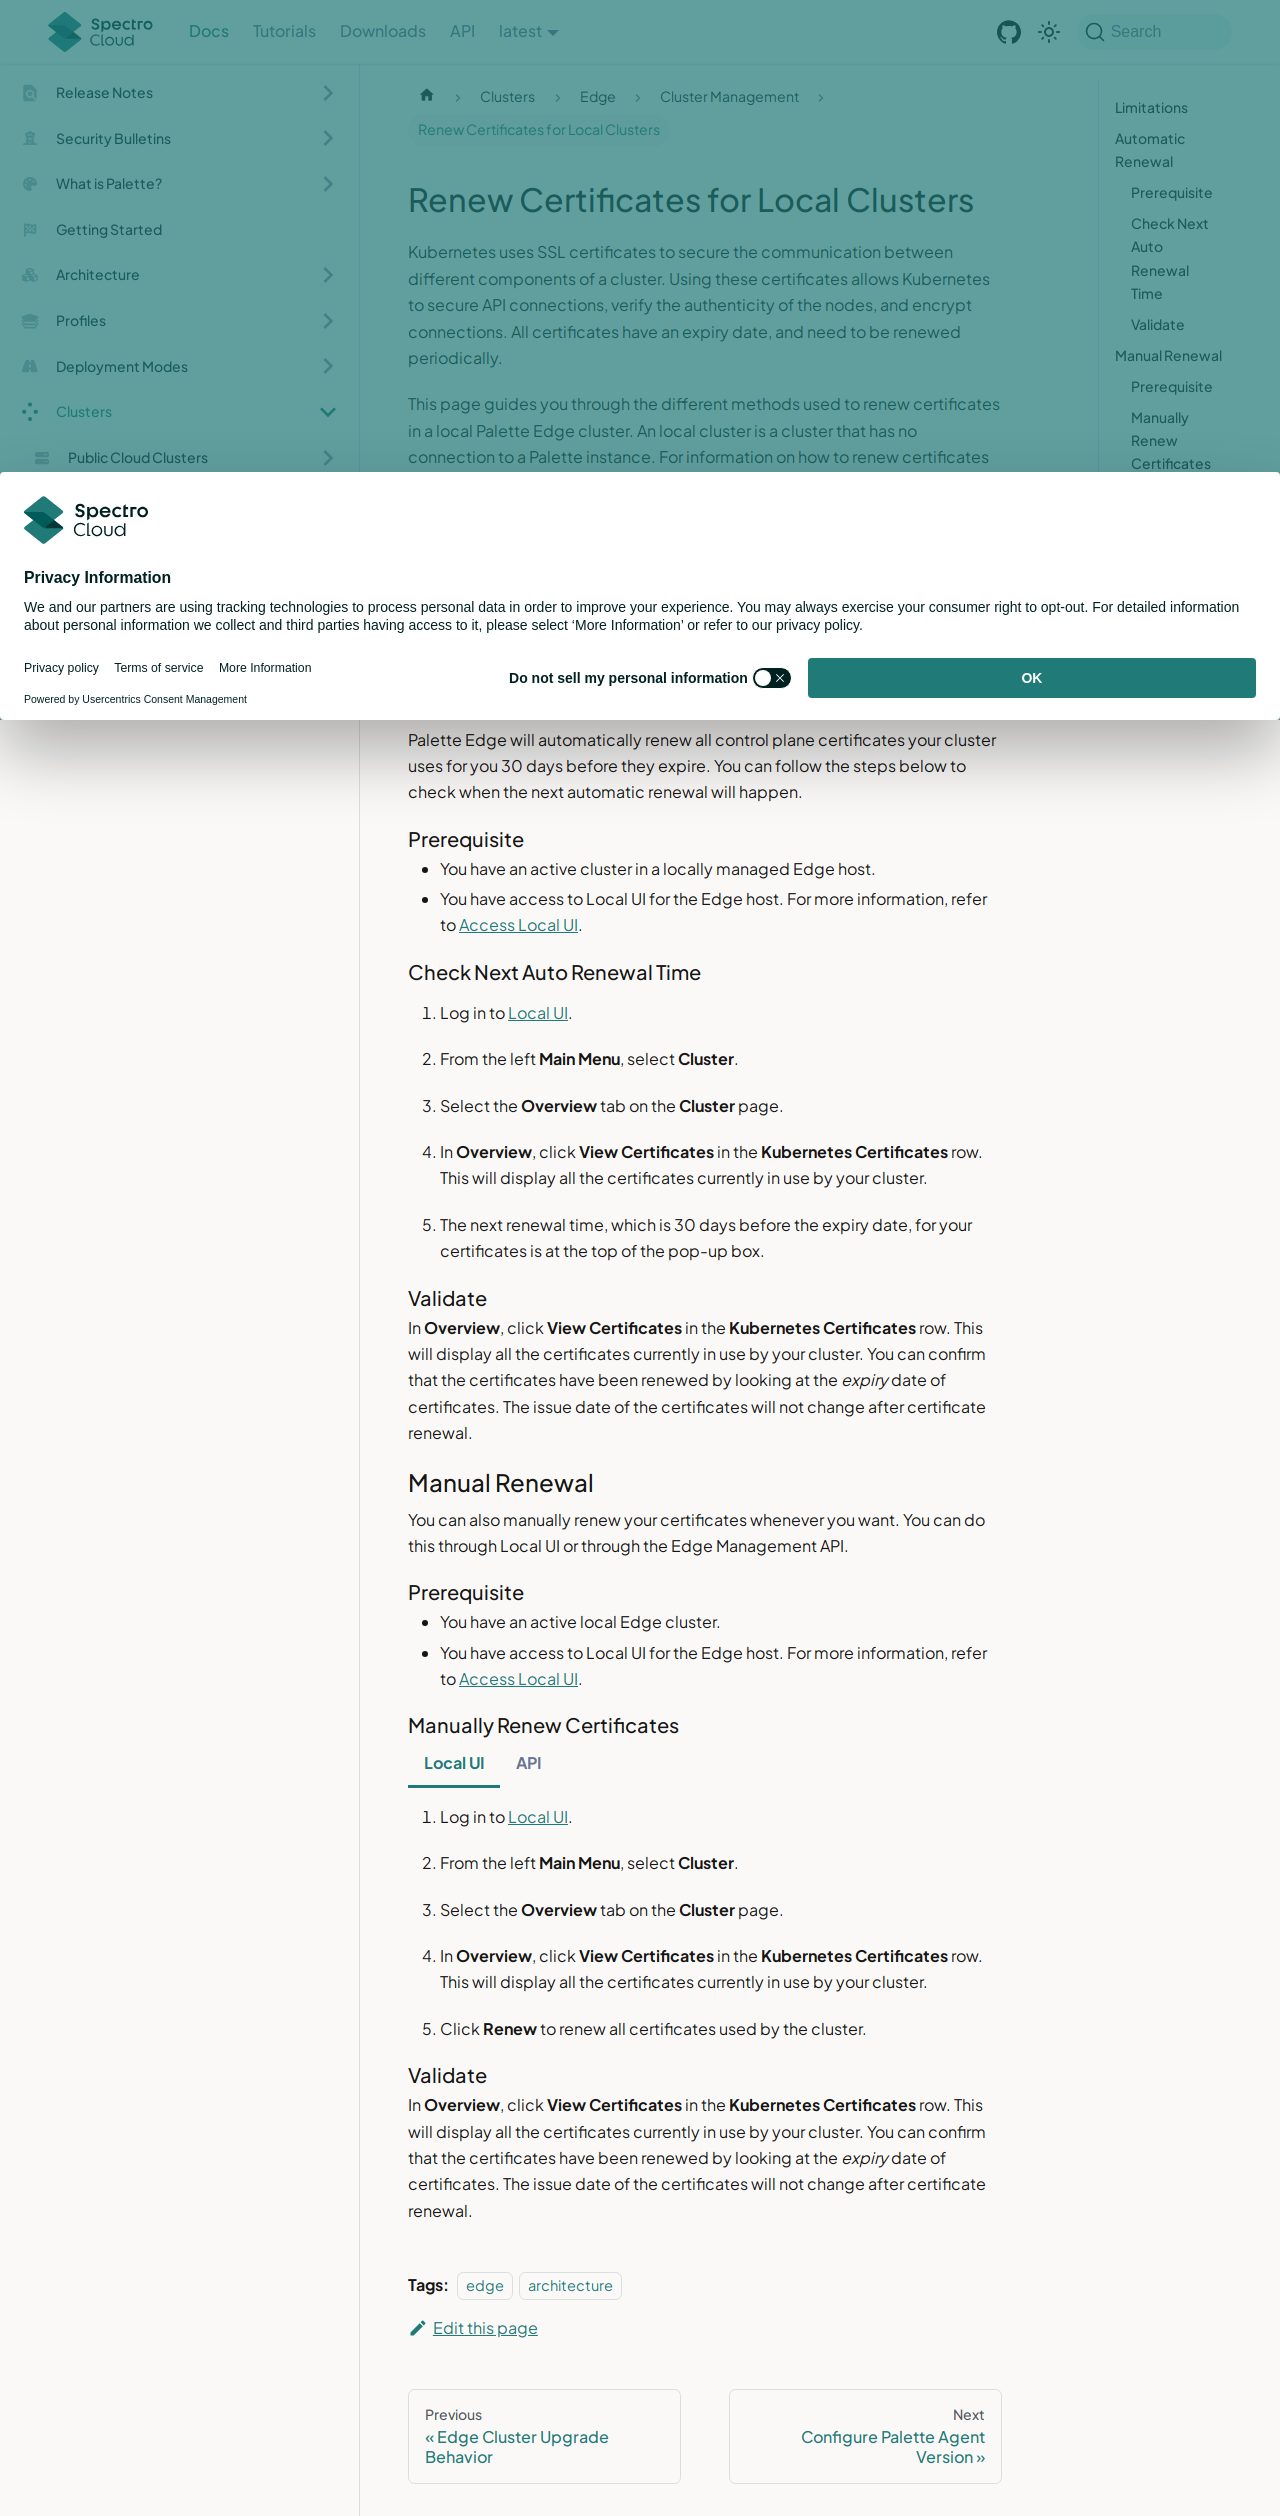 Spectro Cloud
Docs
Tutorials
Downloads
API
latest
Search
Release Notes
Security Bulletins
What is Palette?
Getting Started
Architecture
Profiles
Deployment Modes
Clusters
Public Cloud Clusters
Clusters
Edge
Cluster Management
Renew Certificates for Local Clusters
Renew Certificates for Local Clusters
Kubernetes uses SSL certificates to secure the communication between
different components of a cluster. Using these certificates allows Kubernetes
to secure API connections, verify the authenticity of the nodes, and encrypt
connections. All certificates have an expiry date, and need to be renewed
periodically.
This page guides you through the different methods used to renew certificates
in a local Palette Edge cluster. An local cluster is a cluster that has no
connection to a Palette instance. For information on how to renew certificates
Limitations
Automatic
Renewal
Prerequisite
Check Next
Auto
Renewal
Time
Validate
Manual Renewal
Prerequisite
Manually
Renew
Certificates
Spectro
Cloud
Privacy Information
We and our partners are using tracking technologies to process personal data in order to improve your experience. You may always exercise your consumer right to opt-out. For detailed information
about personal information we collect and third parties having access to it, please select ‘More Information’ or refer to our privacy policy.
Privacy policy
Terms of service
More Information
Powered by Usercentrics Consent Management
Do not sell my personal information
OK
Palette Edge will automatically renew all control plane certificates your cluster
uses for you 30 days before they expire. You can follow the steps below to
check when the next automatic renewal will happen.
Prerequisite
• You have an active cluster in a locally managed Edge host.
• You have access to Local UI for the Edge host. For more information, refer
to Access Local UI.
Check Next Auto Renewal Time
1. Log in to Local UI.
2. From the left Main Menu, select Cluster.
3. Select the Overview tab on the Cluster page.
4. In Overview, click View Certificates in the Kubernetes Certificates row.
This will display all the certificates currently in use by your cluster.
5. The next renewal time, which is 30 days before the expiry date, for your
certificates is at the top of the pop-up box.
Validate
In Overview, click View Certificates in the Kubernetes Certificates row. This
will display all the certificates currently in use by your cluster. You can confirm
that the certificates have been renewed by looking at the expiry date of
certificates. The issue date of the certificates will not change after certificate
renewal.
Manual Renewal
You can also manually renew your certificates whenever you want. You can do
this through Local UI or through the Edge Management API.
Prerequisite
• You have an active local Edge cluster.
• You have access to Local UI for the Edge host. For more information, refer
to Access Local UI.
Manually Renew Certificates
Local UI
API
1. Log in to Local UI.
2. From the left Main Menu, select Cluster.
3. Select the Overview tab on the Cluster page.
4. In Overview, click View Certificates in the Kubernetes Certificates row.
This will display all the certificates currently in use by your cluster.
5. Click Renew to renew all certificates used by the cluster.
Validate
In Overview, click View Certificates in the Kubernetes Certificates row. This
will display all the certificates currently in use by your cluster. You can confirm
that the certificates have been renewed by looking at the expiry date of
certificates. The issue date of the certificates will not change after certificate
renewal.
Tags: edge architecture
Edit this page
Previous
« Edge Cluster Upgrade
Behavior
Next
Configure Palette Agent
Version »